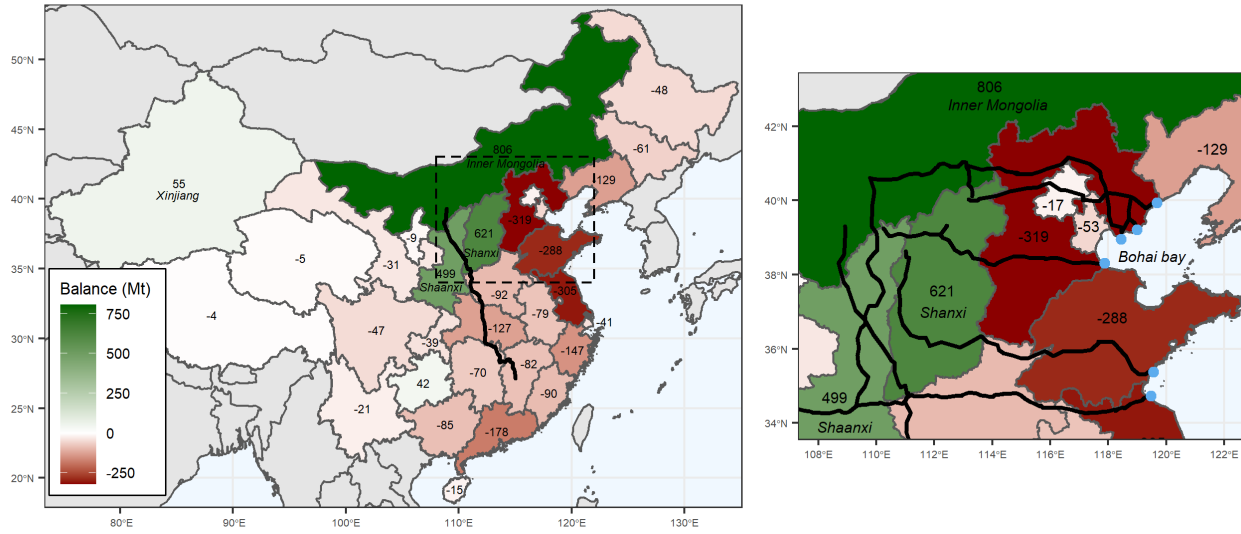 50°N
45°N
40°N
35°N
30°N
25°N
20°N
80°E
90°E
100°E
110°E
120°E
130°E
-48
-61
806
Inner Mongolia
-129
55
Xinjiang
-319
-9
621
Shanxi
-288
-5
-31
499
Shaanxi
-305
-92
-79
-4
-41
-47
-127
-39
-147
-82
-70
42
-90
-21
-85
-178
-15
Balance (Mt)
750
500
250
0
-250
42°N
40°N
38°N
36°N
34°N
108°E
110°E
112°E
114°E
116°E
118°E
120°E
122°E
806
Inner Mongolia
-129
-17
-53
-319
Bohai bay
621
Shanxi
-288
499
Shaanxi